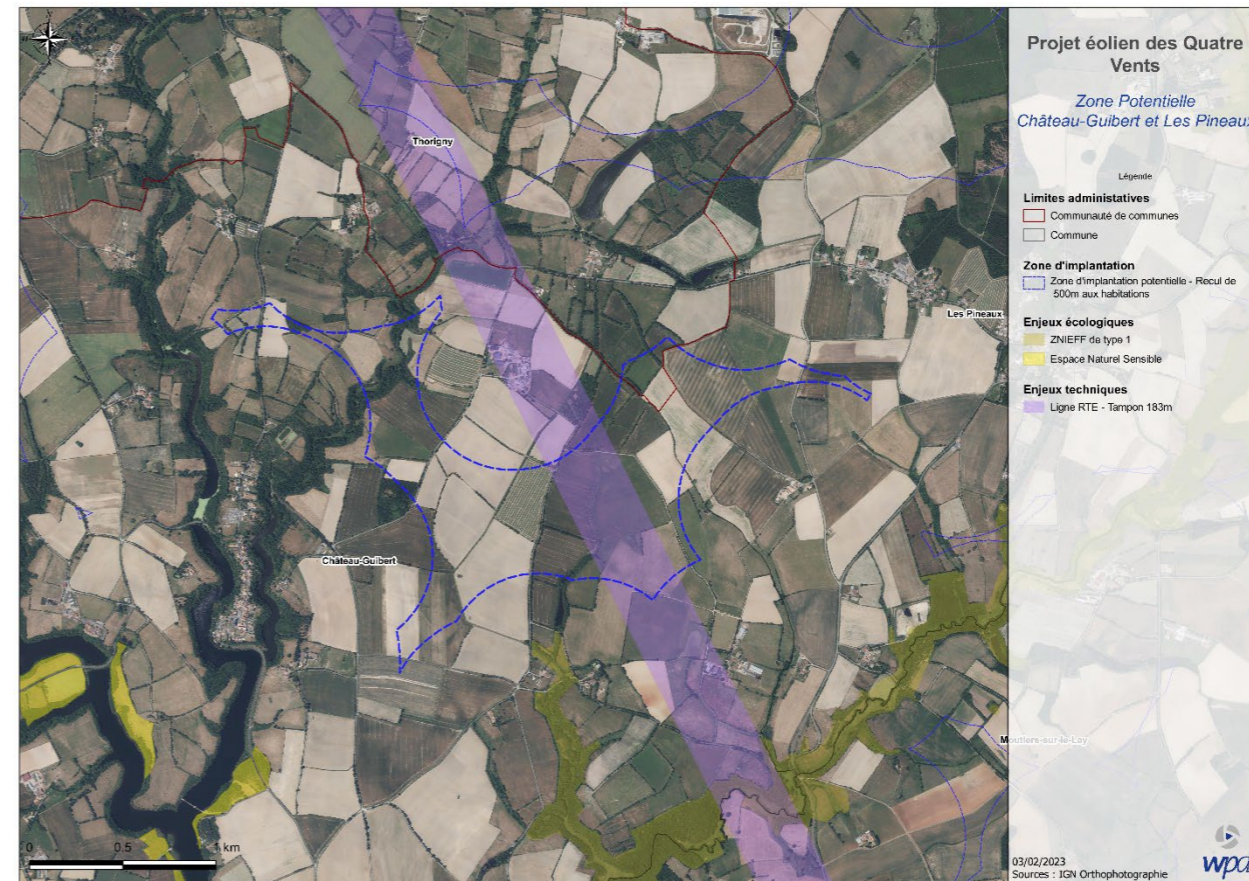 Projet éolien des Quatre
Vents
Zone Potentielle
Château-Guibert et Les Pineaux
Légende
Limites administratives
Communauté de communes
Commune
Zone d'implantation
Zone d'implantation potentielle - Recul de
500m aux habitations
Enjeux écologiques
ZNIEFF de type 1
Espace Naturel Sensible
Enjeux techniques
Ligne RTE - Tampon 183m
Thorigny
Les Pineaux
Château-Guibert
Moutiers-sur-le-Lay
0 0.5 1 km
03/02/2023
Sources : IGN Orthophotographie
wpd